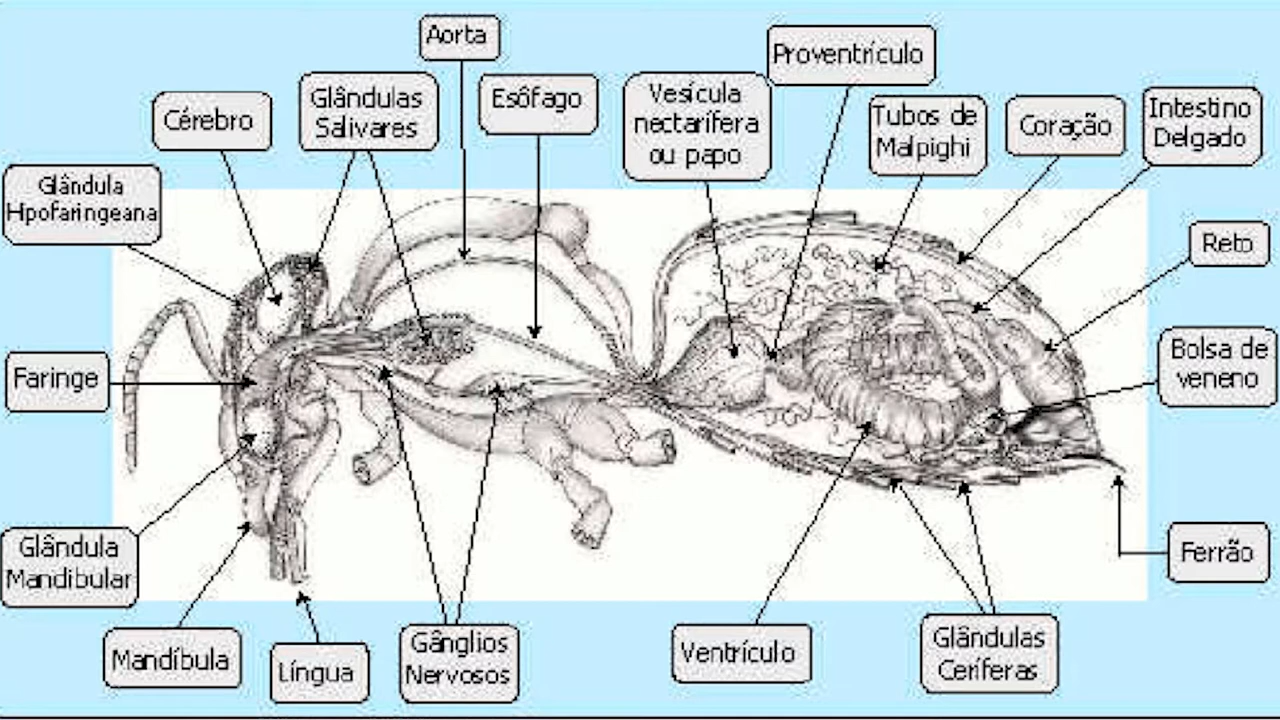 Aorta
Proventrículo
Cérebro
Glândulas
Salivares
Esôfago
Vesícula
nectarífera
ou papo
Tubos de
Malpighi
Coração
Intestino
Delgado
Glândula
Hpofaringeana
Reto
Faringe
Bolsa de
veneno
Glândula
Mandibular
Ferrão
Mandíbula
Língua
Gânglios
Nervosos
Ventrículo
Glândulas
Ceríferas